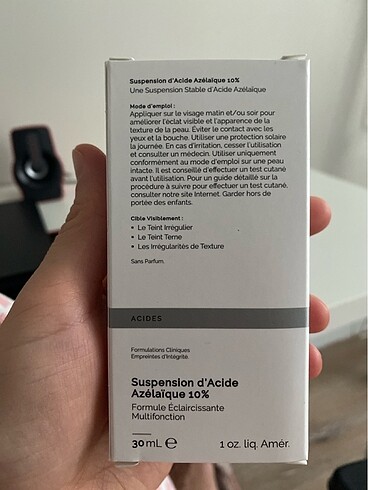 Suspension d'Acide Azélaïque 10%
Une Suspension Stable d'Acide Azélaïque
Mode d'emploi :
Appliquer sur le visage matin et/ou soir pour
améliorer l'éclat visible et l'apparence de la
texture de la peau. Éviter le contact avec les
yeux et la bouche. Utiliser une protection solaire
la journée. En cas d'irritation, cesser l'utilisation
et consulter un médecin. Utiliser uniquement
conformément au mode d'emploi sur une peau
intacte. Il est conseillé d'effectuer un test cutané
avant l'utilisation. Pour un guide détaillé sur la
procédure à suivre pour effectuer un test cutané,
consulter notre site Internet. Garder hors de
portée des enfants.
Cible Visiblement :
• Le Teint Irrégulier
• Le Teint Terne
• Les Irrégularités de Texture
Sans Parfum.
ACIDES
Formulations Cliniques
Empreintes d'Intégrité.
Suspension d'Acide
Azélaïque 10%
Formule Éclaircissante
Multifonction
30 mL ℮ 1 oz. liq. Amér.